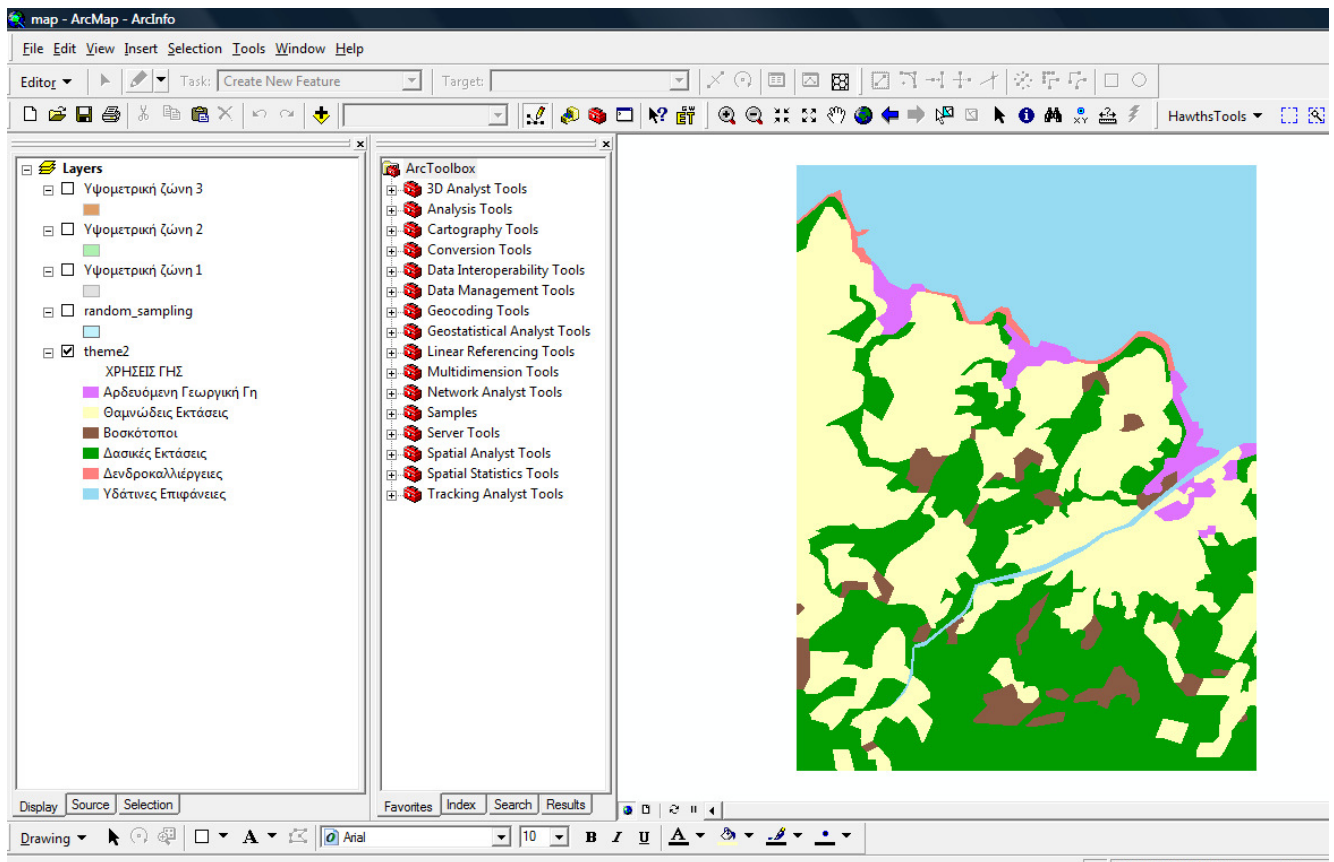 map - ArcMap - ArcInfo
File Edit View Insert Selection Tools Window Help
Editor Task: Create New Feature Target:
HawthsTools
Layers
Υψομετρική ζώνη 3
Υψομετρική ζώνη 2
Υψομετρική ζώνη 1
random_sampling
theme2
ΧΡΗΣΕΙΣ ΓΗΣ
Αρδευόμενη Γεωργική Γη
Θαμνώδεις Εκτάσεις
Βοσκότοποι
Δασικές Εκτάσεις
Δενδροκαλλιέργειες
Υδάτινες Επιφάνειες
Display Source Selection
ArcToolbox
3D Analyst Tools
Analysis Tools
Cartography Tools
Conversion Tools
Data Interoperability Tools
Data Management Tools
Geocoding Tools
Geostatistical Analyst Tools
Linear Referencing Tools
Multidimension Tools
Network Analyst Tools
Samples
Server Tools
Spatial Analyst Tools
Spatial Statistics Tools
Tracking Analyst Tools
Favorites Index Search Results
Drawing A Arial 10 B I U A